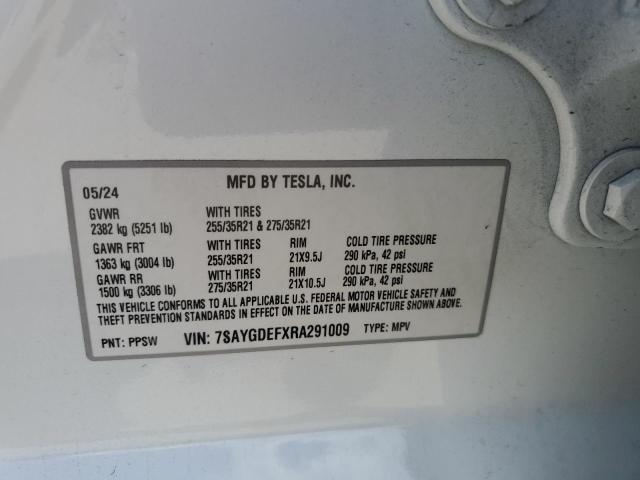 MFD BY TESLA, INC.
05/24
GVWR WITH TIRES
2382 kg (5251 lb) 255/35R21 & 275/35R21
GAWR FRT WITH TIRES RIM COLD TIRE PRESSURE
1363 kg (3004 lb) 255/35R21 21X9.5J 290 kPa, 42 psi
GAWR RR WITH TIRES RIM COLD TIRE PRESSURE
1500 kg (3306 lb) 275/35R21 21X10.5J 290 kPa, 42 psi
THIS VEHICLE CONFORMS TO ALL APPLICABLE U.S. FEDERAL MOTOR VEHICLE SAFETY AND
THEFT PREVENTION STANDARDS IN EFFECT ON THE DATE OF MANUFACTURE SHOWN ABOVE.
PNT: PPSW VIN: 7SAYGDEFXRA291009 TYPE: MPV